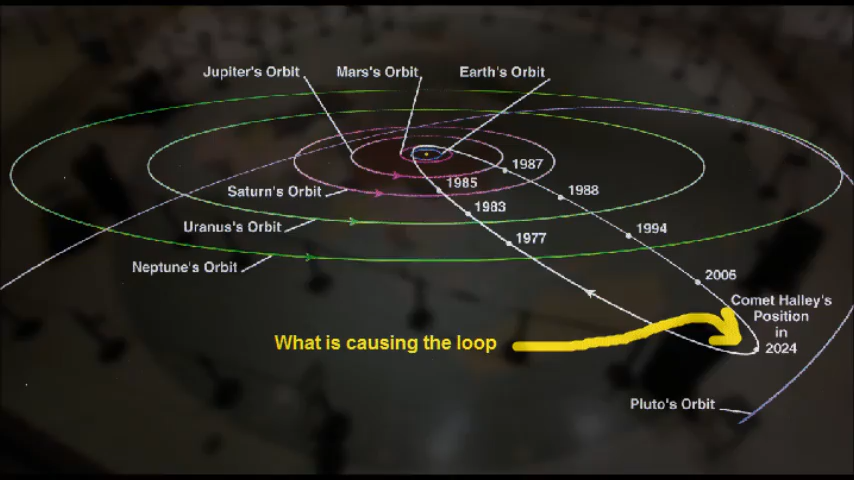 Jupiter's Orbit
Mars's Orbit
Earth's Orbit
1987
1985
Saturn's Orbit
1988
1983
Uranus's Orbit
1994
1977
Neptune's Orbit
2005
Comet Halley's
Position
in
2024
What is causing the loop
Pluto's Orbit